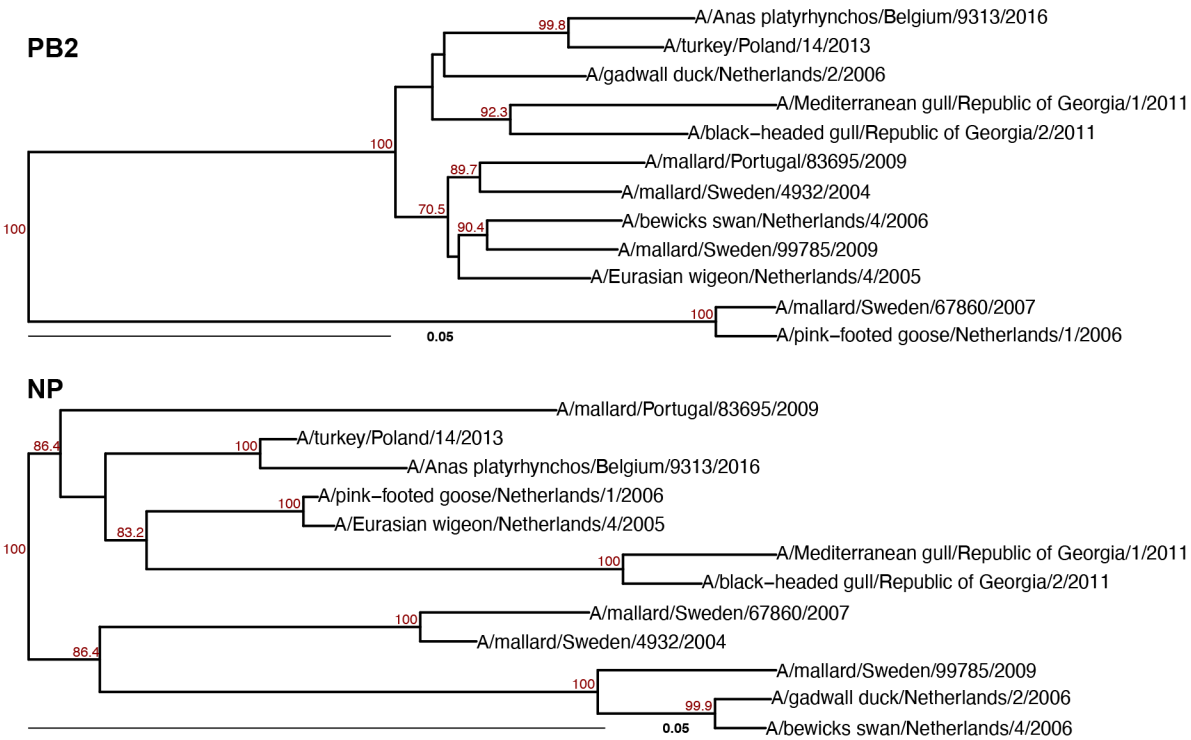 PB2
99.8
A/Anas platyrhynchos/Belgium/9313/2016
A/turkey/Poland/14/2013
A/gadwall duck/Netherlands/2/2006
A/Mediterranean gull/Republic of Georgia/1/2011
92.3
A/black−headed gull/Republic of Georgia/2/2011
100
A/mallard/Portugal/83695/2009
89.7
A/mallard/Sweden/4932/2004
70.5
A/bewicks swan/Netherlands/4/2006
90.4
100
A/mallard/Sweden/99785/2009
A/Eurasian wigeon/Netherlands/4/2005
A/mallard/Sweden/67860/2007
100
A/pink−footed goose/Netherlands/1/2006
0.05
NP
A/mallard/Portugal/83695/2009
86.4
A/turkey/Poland/14/2013
100
A/Anas platyrhynchos/Belgium/9313/2016
A/pink−footed goose/Netherlands/1/2006
100
A/Eurasian wigeon/Netherlands/4/2005
83.2
100
A/Mediterranean gull/Republic of Georgia/1/2011
100
A/black−headed gull/Republic of Georgia/2/2011
A/mallard/Sweden/67860/2007
100
A/mallard/Sweden/4932/2004
86.4
A/mallard/Sweden/99785/2009
100
A/gadwall duck/Netherlands/2/2006
99.9
A/bewicks swan/Netherlands/4/2006
0.05